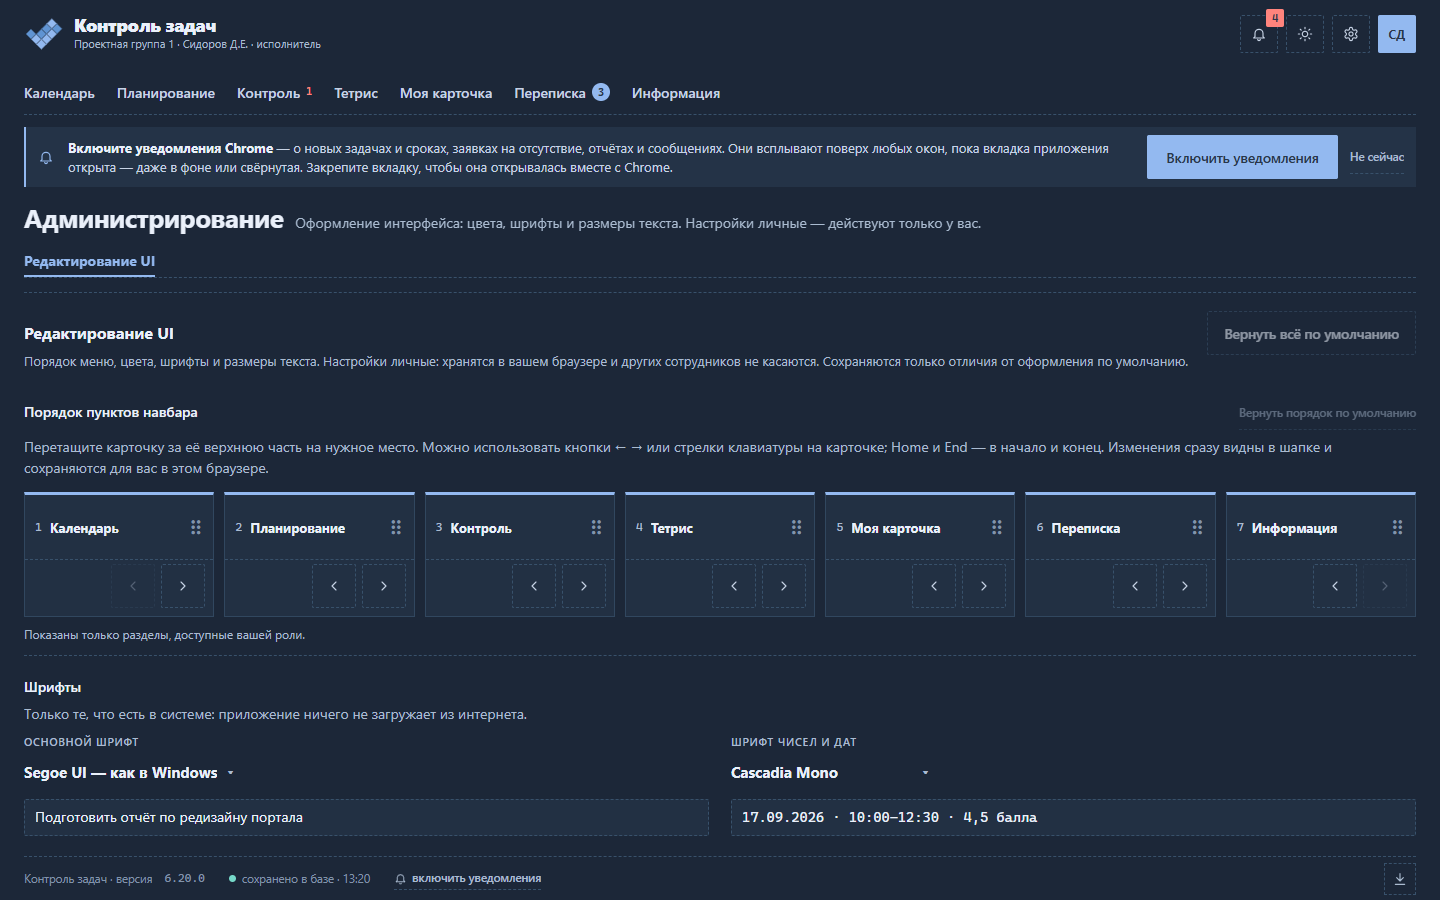 Контроль задач
Проектная группа 1 · Сидоров Д.Е. · исполнитель
4
СД
Календарь Планирование Контроль 1 Тетрис Моя карточка Переписка 3 Информация
Включите уведомления Chrome — о новых задачах и сроках, заявках на отсутствие, отчётах и сообщениях. Они всплывают поверх любых окон, пока вкладка приложения
открыта — даже в фоне или свёрнутая. Закрепите вкладку, чтобы она открывалась вместе с Chrome.
Включить уведомления
Не сейчас
Администрирование Оформление интерфейса: цвета, шрифты и размеры текста. Настройки личные — действуют только у вас.
Редактирование UI
Редактирование UI
Вернуть всё по умолчанию
Порядок меню, цвета, шрифты и размеры текста. Настройки личные: хранятся в вашем браузере и других сотрудников не касаются. Сохраняются только отличия от оформления по умолчанию.
Порядок пунктов навбара
Вернуть порядок по умолчанию
Перетащите карточку за её верхнюю часть на нужное место. Можно использовать кнопки ← → или стрелки клавиатуры на карточке; Home и End — в начало и конец. Изменения сразу видны в шапке и
сохраняются для вас в этом браузере.
1 Календарь
2 Планирование
3 Контроль
4 Тетрис
5 Моя карточка
6 Переписка
7 Информация
Показаны только разделы, доступные вашей роли.
Шрифты
Только те, что есть в системе: приложение ничего не загружает из интернета.
ОСНОВНОЙ ШРИФТ
Segoe UI — как в Windows
Подготовить отчёт по редизайну портала
ШРИФТ ЧИСЕЛ И ДАТ
Cascadia Mono
17.09.2026 · 10:00–12:30 · 4,5 балла
Контроль задач · версия 6.20.0 сохранено в базе · 13:20 включить уведомления